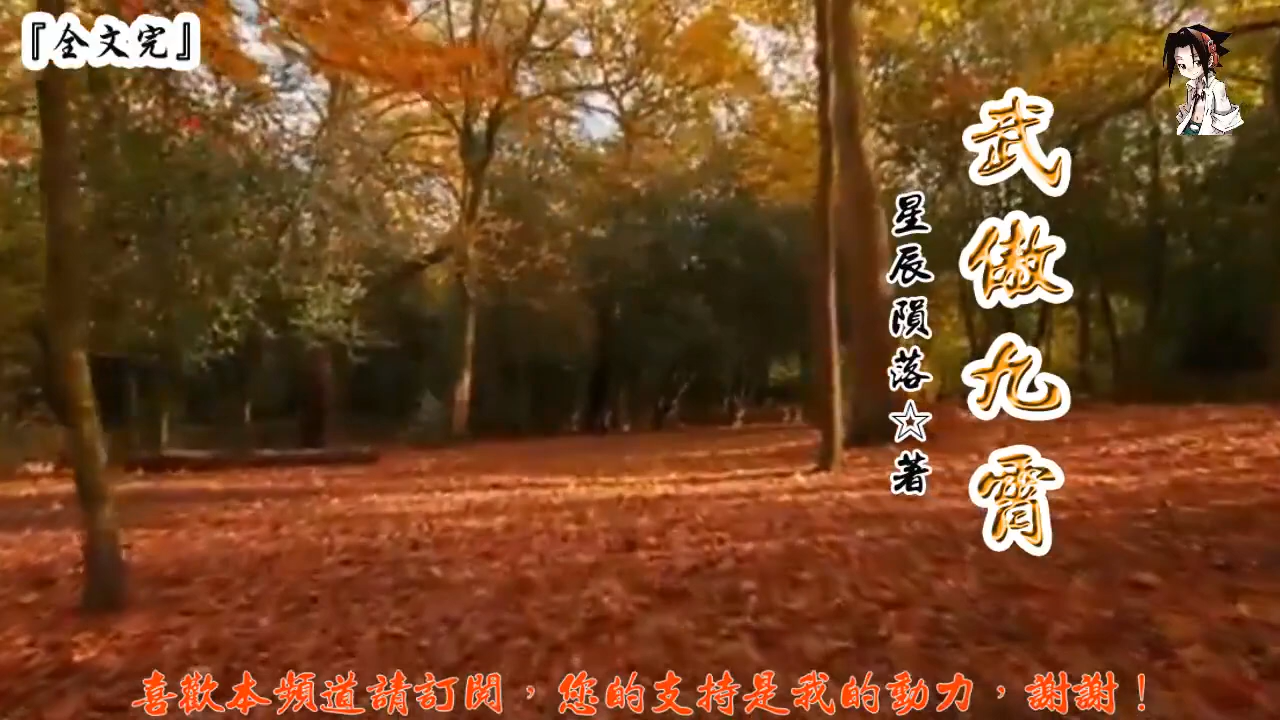 『全文完』
武傲九霄
星辰隕落☆著
喜歡本頻道請訂閱，您的支持是我的動力，謝謝！